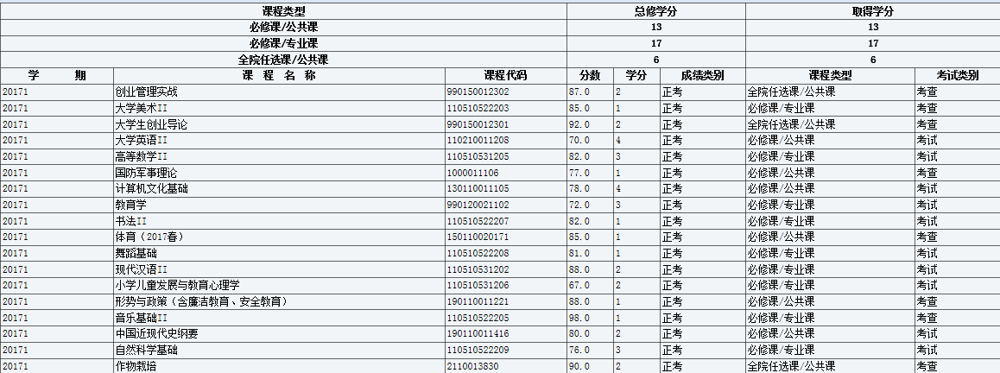 课程类型 总修学分 取得学分
必修课/公共课 13 13
必修课/专业课 17 17
全院任选课/公共课 6 6
学 期 课 程 名 称 课程代码 分数 学分 成绩类别 课程类型 考试类别
20171 创业管理实战 990150012302 87.0 2 正考 全院任选课/公共课 考查
20171 大学美术II 110510522203 85.0 1 正考 必修课/专业课 考查
20171 大学生创业导论 990150012301 92.0 2 正考 全院任选课/公共课 考查
20171 大学英语II 110210011208 70.0 4 正考 必修课/公共课 考试
20171 高等数学II 110510531205 82.0 3 正考 必修课/专业课 考试
20171 国防军事理论 1000011106 77.0 1 正考 必修课/公共课 考查
20171 计算机文化基础 130110011105 78.0 4 正考 必修课/公共课 考试
20171 教育学 990120021102 72.0 3 正考 必修课/专业课 考试
20171 书法II 110510522207 82.0 1 正考 必修课/专业课 考试
20171 体育（2017春） 150110020171 85.0 1 正考 必修课/公共课 考查
20171 舞蹈基础 110510522208 81.0 1 正考 必修课/专业课 考试
20171 现代汉语II 110510531202 88.0 2 正考 必修课/专业课 考试
20171 小学儿童发展与教育心理学 110510531206 67.0 2 正考 必修课/专业课 考试
20171 形势与政策（含廉洁教育、安全教育） 190110011221 88.0 1 正考 必修课/公共课 考查
20171 音乐基础II 110510522205 98.0 1 正考 必修课/专业课 考查
20171 中国近现代史纲要 190110011416 80.0 2 正考 必修课/公共课 考试
20171 自然科学基础 110510522209 76.0 3 正考 必修课/专业课 考试
20171 作物栽培 2110013830 90.0 2 正考 全院任选课/公共课 考查